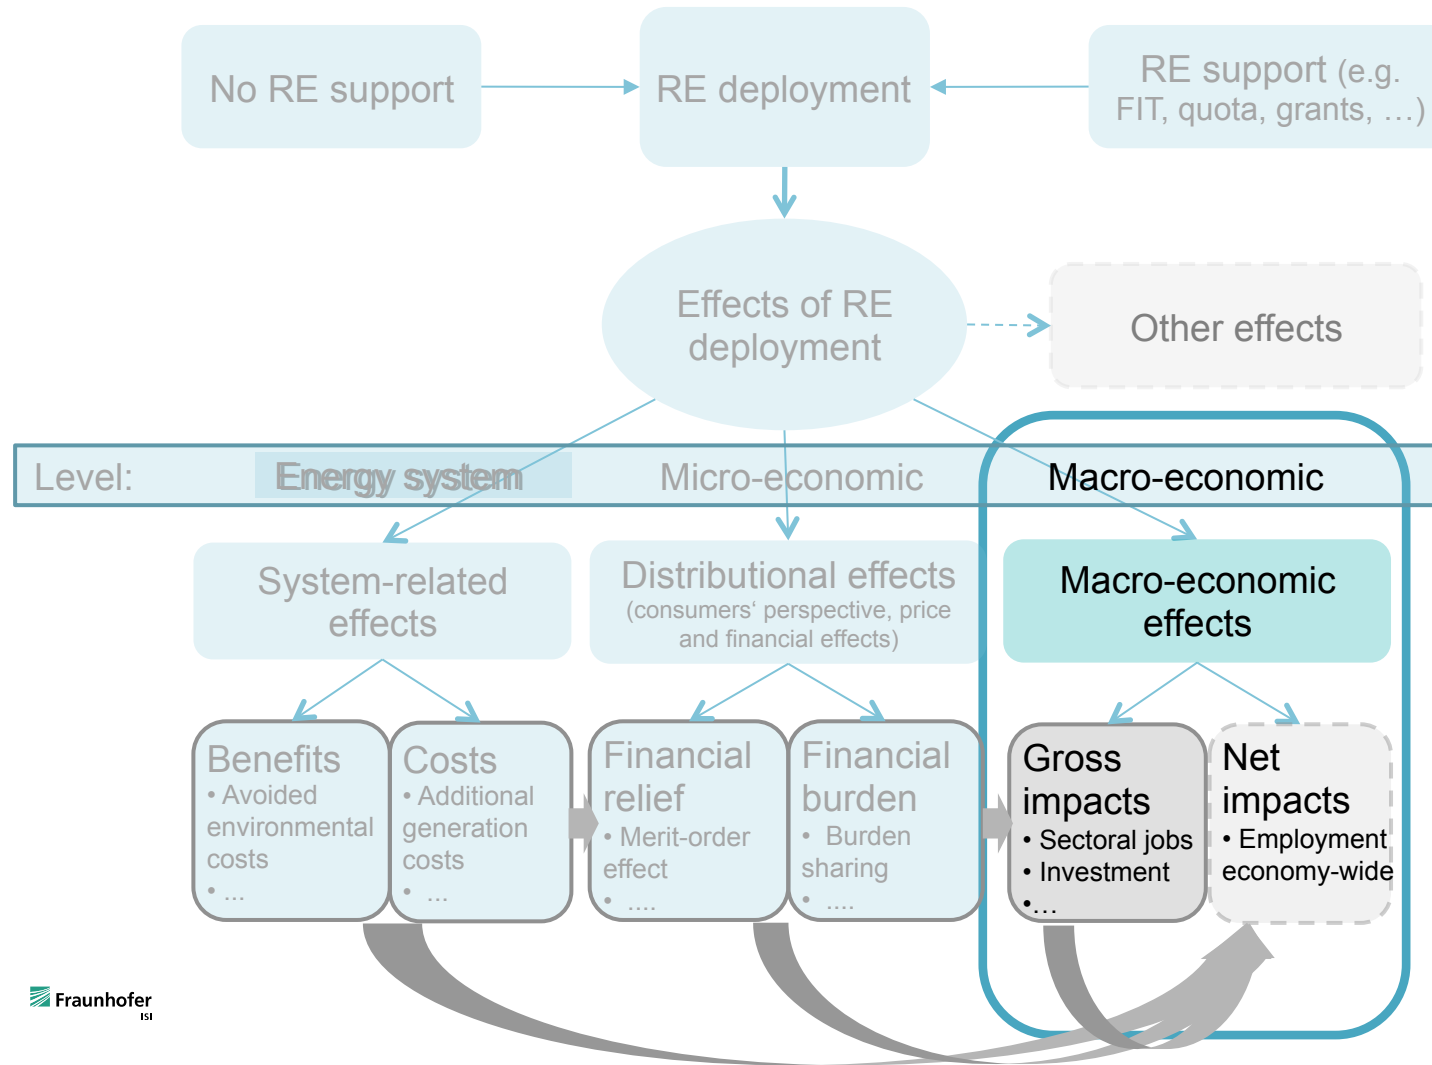 No RE support
RE deployment
RE support (e.g.
FIT, quota, grants, …)
Effects of RE
deployment
Other effects
Level:
Energy system
Micro-economic
Macro-economic
System-related
effects
Distributional effects
(consumers‘ perspective, price
and financial effects)
Macro-economic
effects
Benefits
• Avoided
environmental
costs
• ...
Costs
• Additional
generation
costs
• ...
Financial
relief
• Merit-order
effect
• ....
Financial
burden
• Burden
sharing
• ....
Gross
impacts
• Sectoral jobs
• Investment
•…
Net
impacts
• Employment
economy-wide
Fraunhofer
ISI